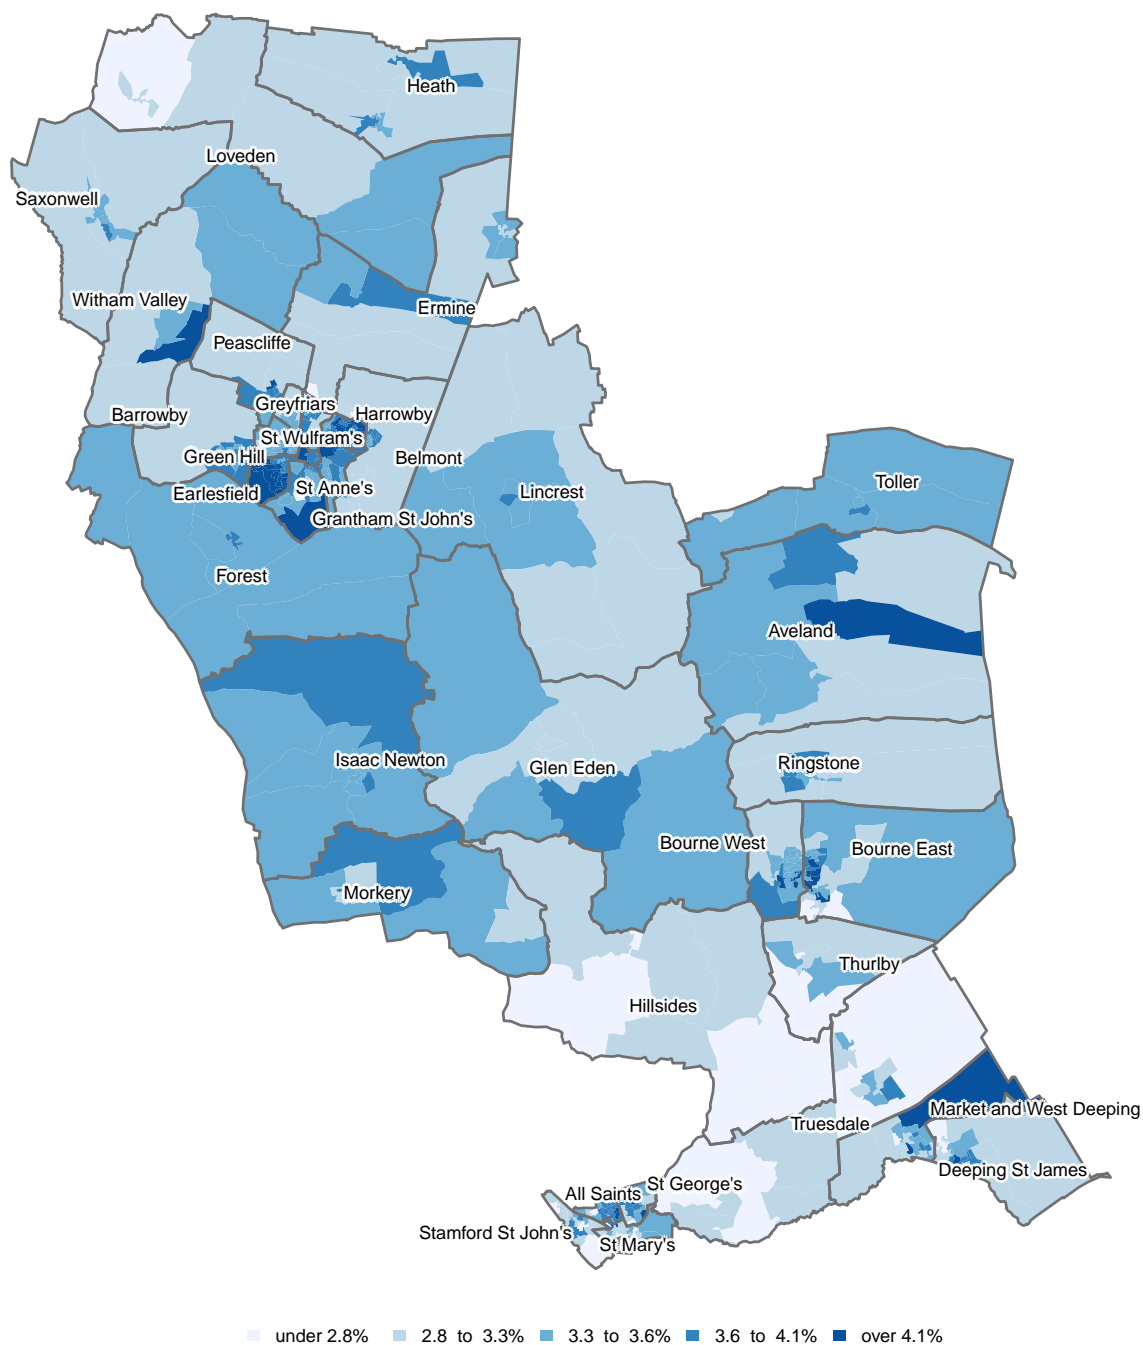 Heath
Loveden
Saxonwell
Witham Valley
Ermine
Peascliffe
Greyfriars
Barrowby
Harrowby
St Wulfram's
Green Hill
Belmont
Toller
St Anne's
Earlesfield
Lincrest
Grantham St John's
Forest
Aveland
Isaac Newton
Ringstone
Glen Eden
Bourne West
Bourne East
Morkery
Thurlby
Hillsides
Market and West Deeping
Truesdale
Deeping St James
St George's
All Saints
Stamford St John's
St Mary's
under 2.8% 2.8 to 3.3% 3.3 to 3.6% 3.6 to 4.1% over 4.1%